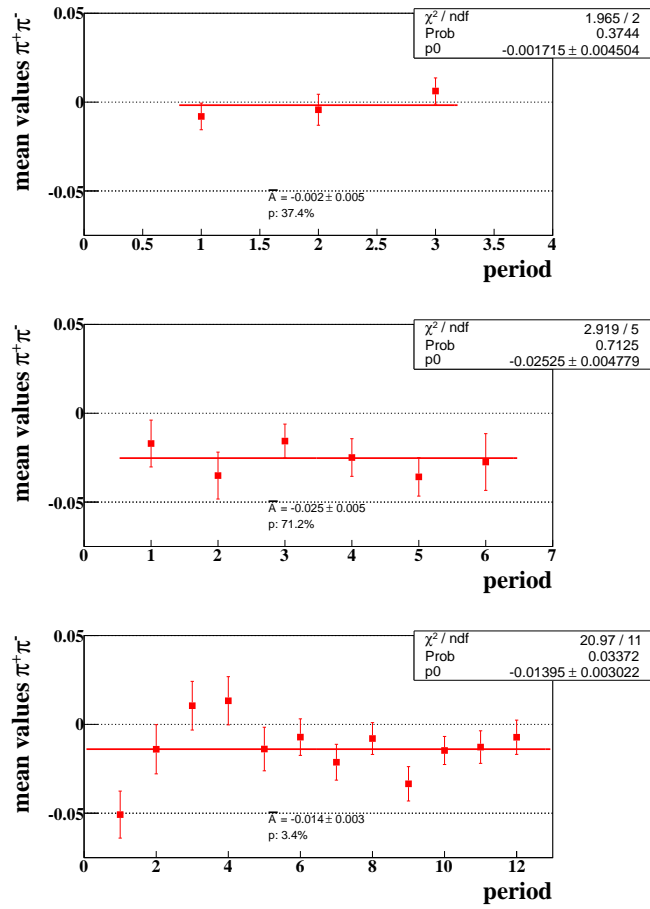 0.05
χ² / ndf 1.965 / 2
Prob 0.3744
p0 -0.001715 ± 0.004504
mean values π⁺π⁻
0
-0.05
A̅ = -0.002 ± 0.005
p: 37.4%
0 0.5 1 1.5 2 2.5 3 3.5 4
period
0.05
χ² / ndf 2.919 / 5
Prob 0.7125
p0 -0.02525 ± 0.004779
mean values π⁺π⁻
0
-0.05
A̅ = -0.025 ± 0.005
p: 71.2%
0 1 2 3 4 5 6 7
period
0.05
χ² / ndf 20.97 / 11
Prob 0.03372
p0 -0.01395 ± 0.003022
mean values π⁺π⁻
0
-0.05
A̅ = -0.014 ± 0.003
p: 3.4%
0 2 4 6 8 10 12
period